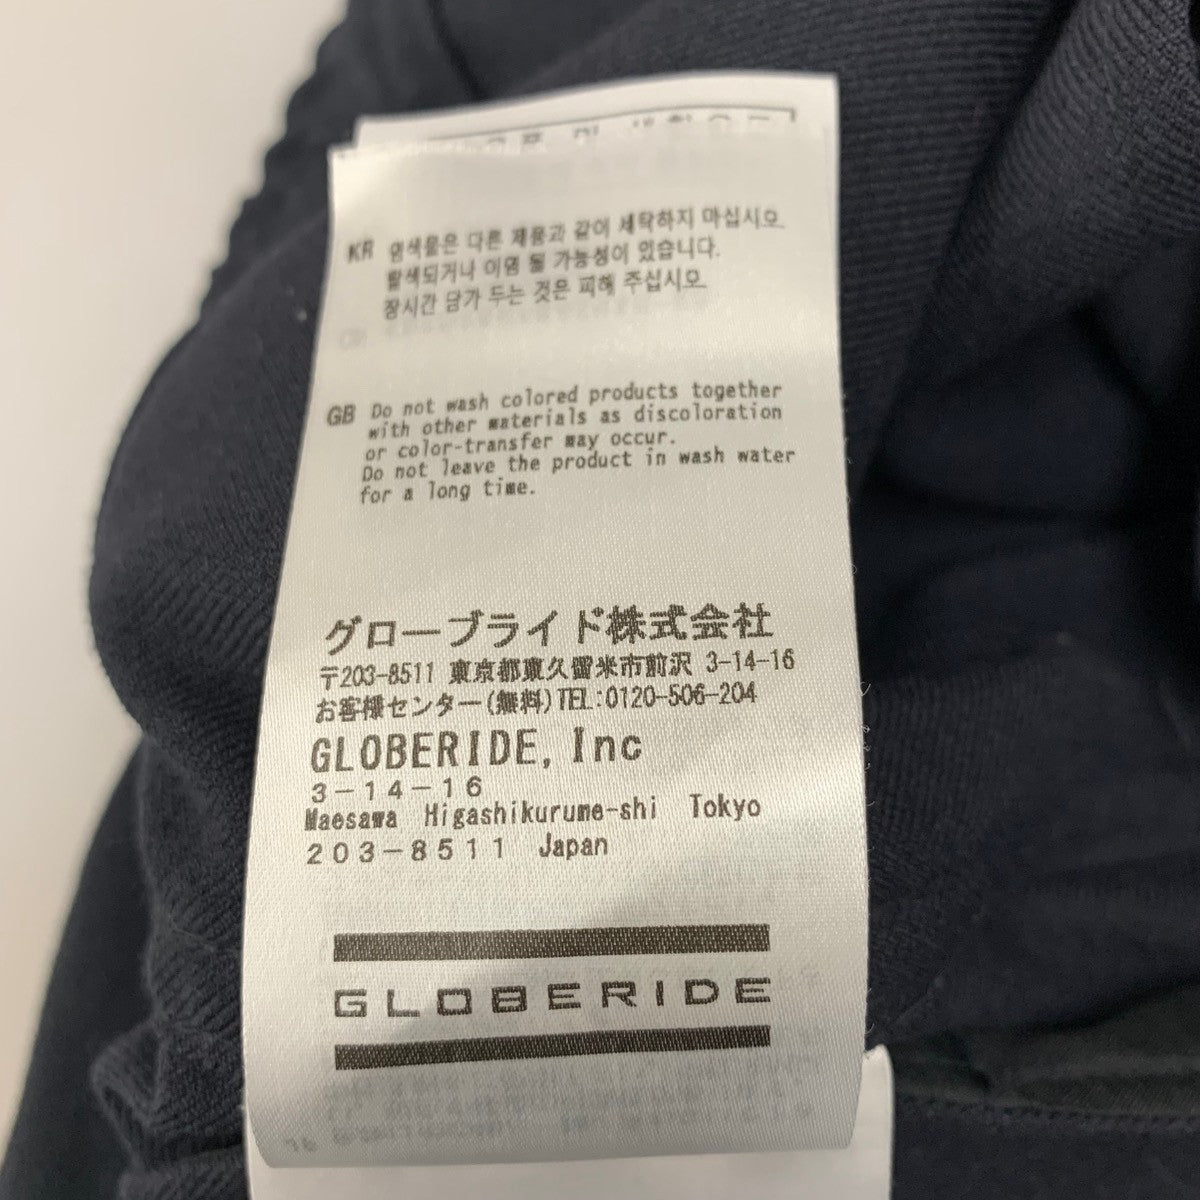 KR 염색물은 다른 제품과 같이 세탁하지 마십시오.
탈색되거나 이염 될 가능성이 있습니다.
장시간 담가 두는 것은 피해 주십시오.
GB Do not wash colored products together
with other materials as discoloration
or color-transfer may occur.
Do not leave the product in wash water
for a long time.
グローブライド株式会社
〒203-8511 東京都東久留米市前沢 3-14-16
お客様センター(無料)TEL:0120-506-204
GLOBERIDE, Inc
3-14-16
Maesawa Higashikurume-shi Tokyo
203-8511 Japan
GLOBERIDE